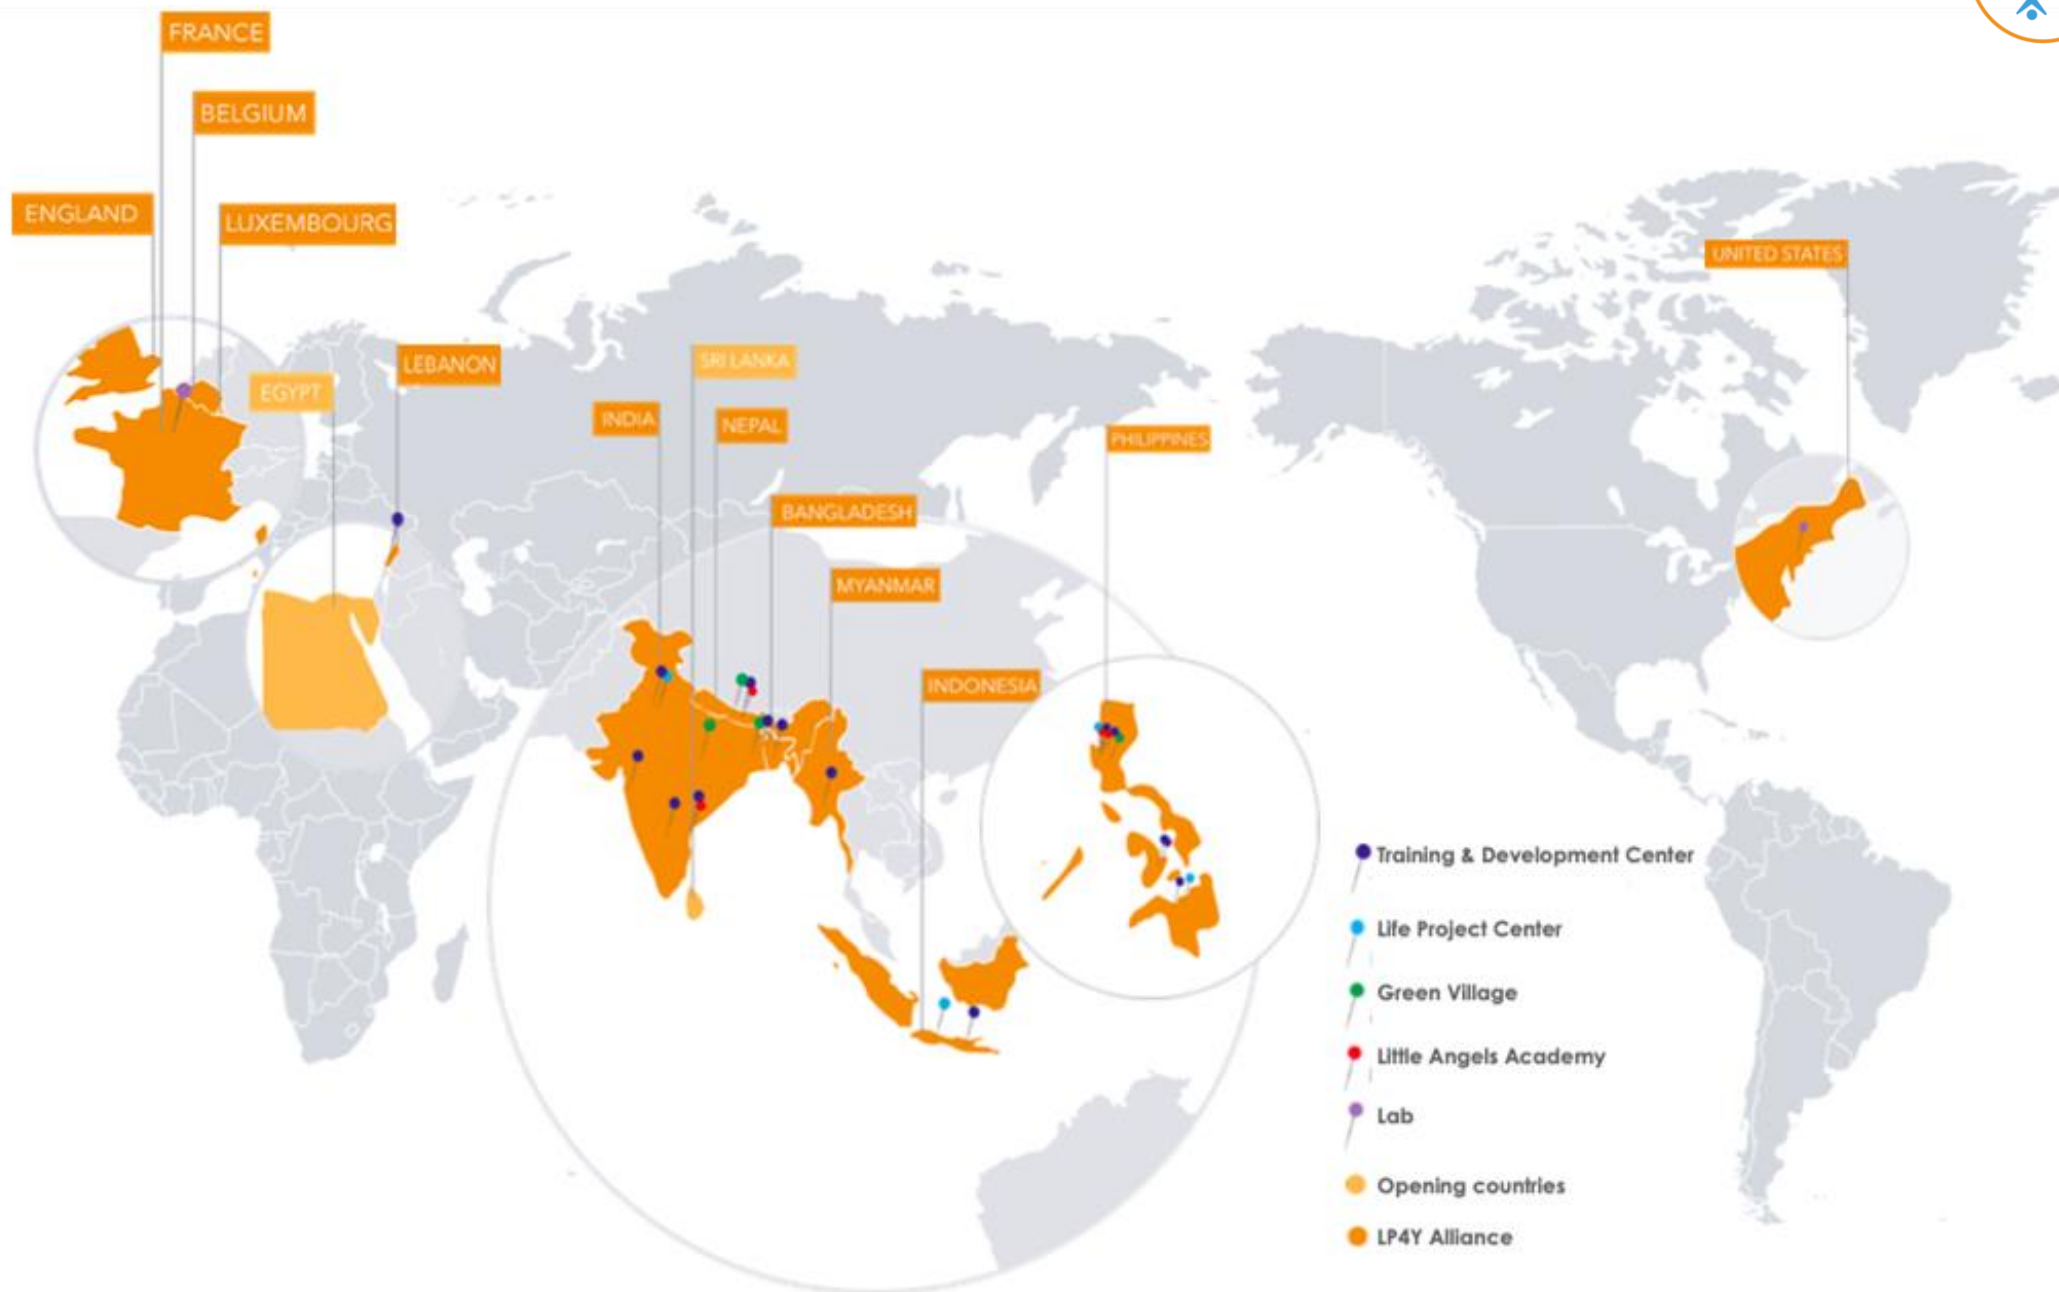 FRANCE
BELGIUM
ENGLAND
LUXEMBOURG
UNITED STATES
LEBANON
SRI LANKA
EGYPT
INDIA
NEPAL
PHILIPPINES
BANGLADESH
MYANMAR
INDONESIA
Training & Development Center
Life Project Center
Green Village
Little Angels Academy
Lab
Opening countries
LP4Y Alliance